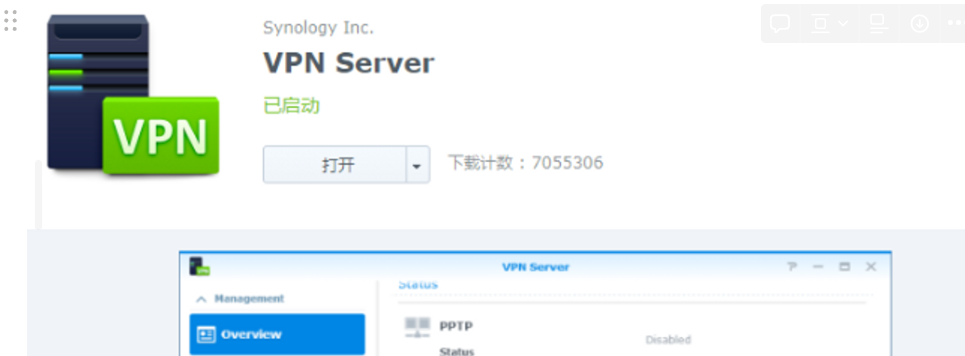 Synology Inc.
VPN Server
已启动
VPN
打开
下载计数：7055306
VPN Server
VPN
Status
Management
Overview
PPTP
Disabled
Status